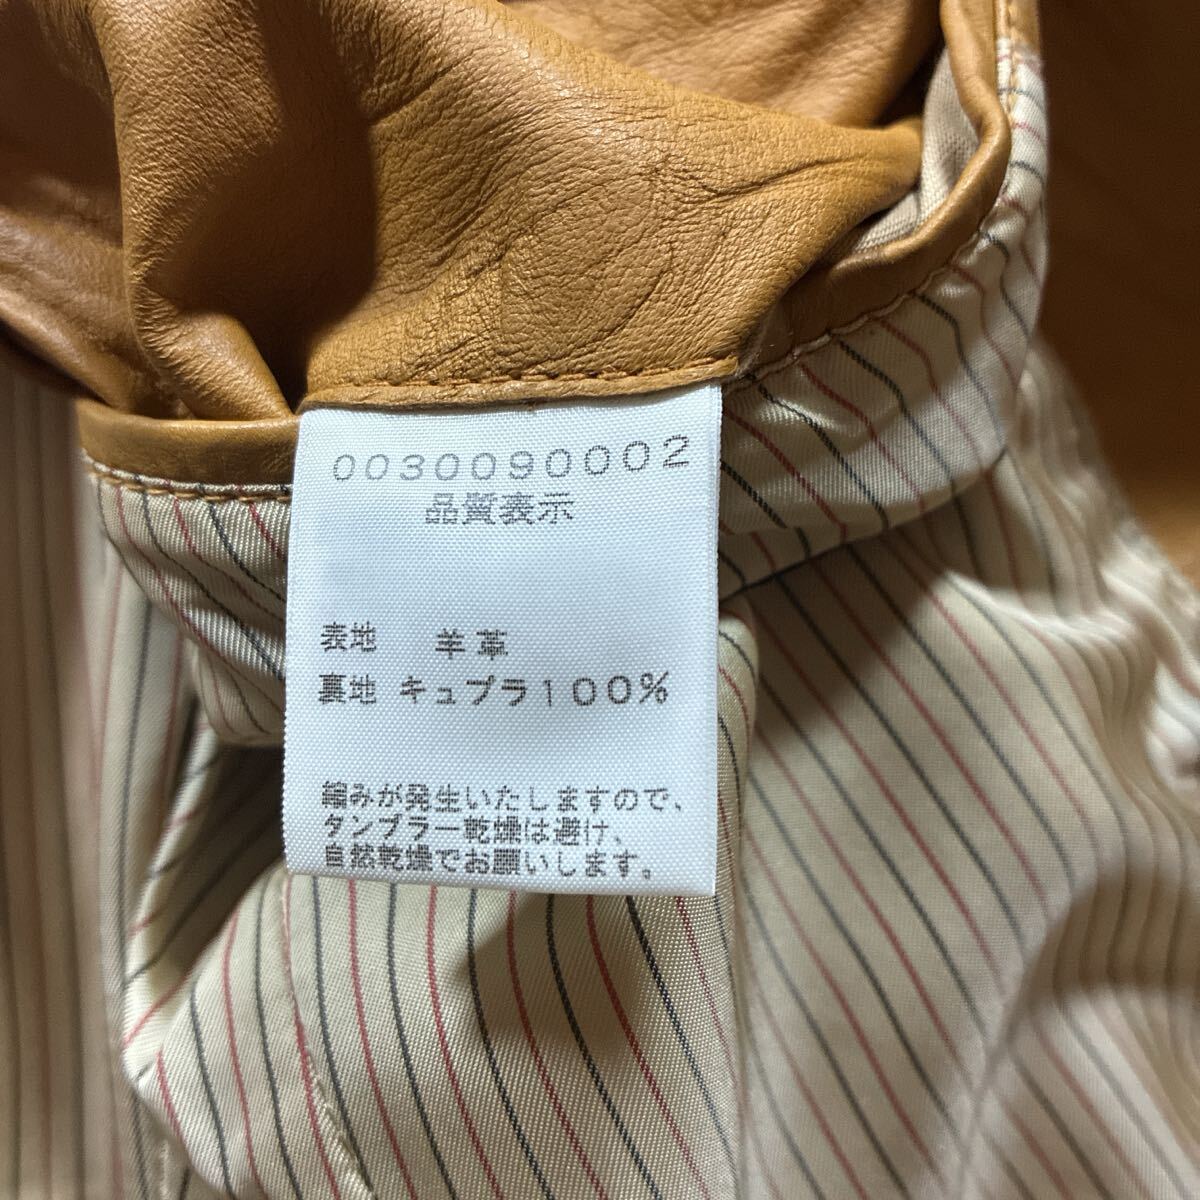 0030090002
品質表示
表地 羊革
裏地 キュプラ100%
縮みが発生いたしますので、
タンブラー乾燥は避け、
自然乾燥でお願いします。